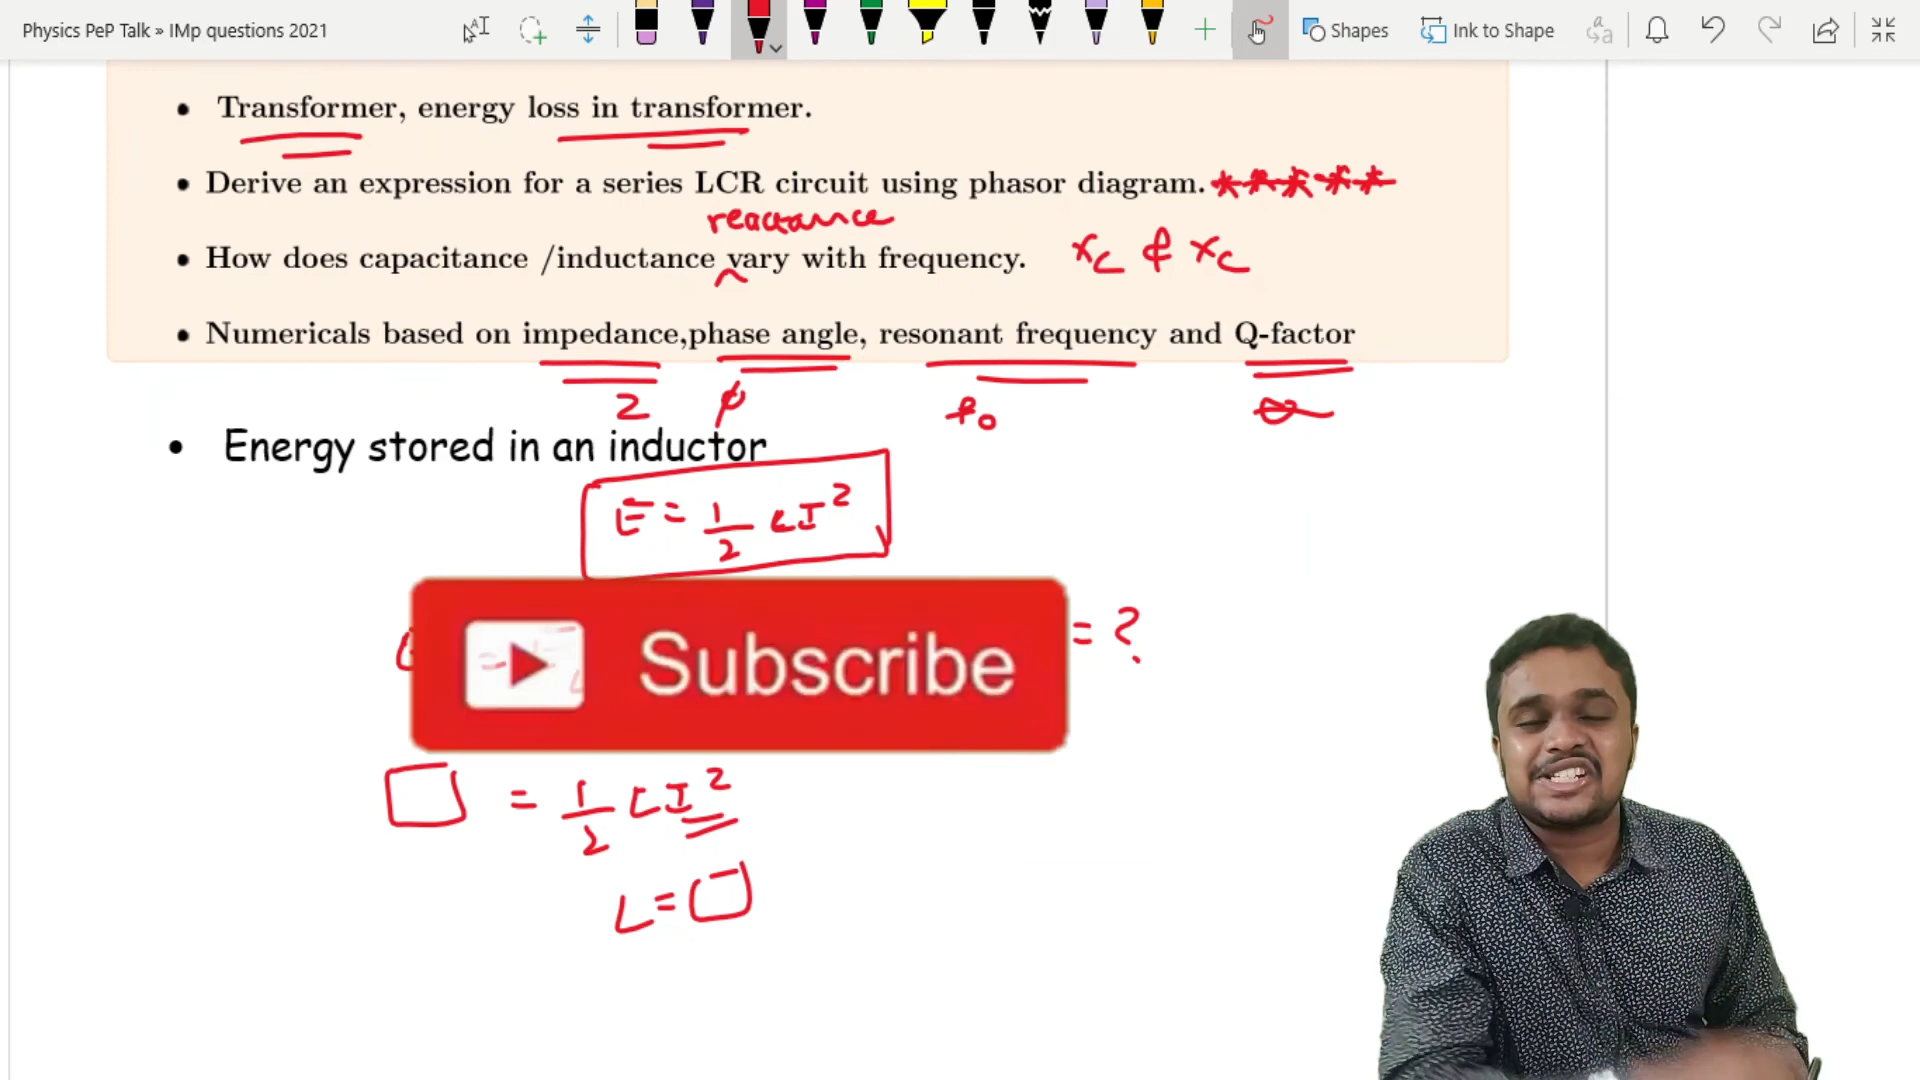 Physics PeP Talk » IMp questions 2021
Shapes
Ink to Shape
• Transformer, energy loss in transformer.
• Derive an expression for a series LCR circuit using phasor diagram. *****
reactance
• How does capacitance /inductance vary with frequency. XC & XC
• Numericals based on impedance,phase angle, resonant frequency and Q-factor
Z ϕ f0 Q
• Energy stored in an inductor
E = 1/2 LI²
= ?
Subscribe
□ = 1/2 LI²
L = □